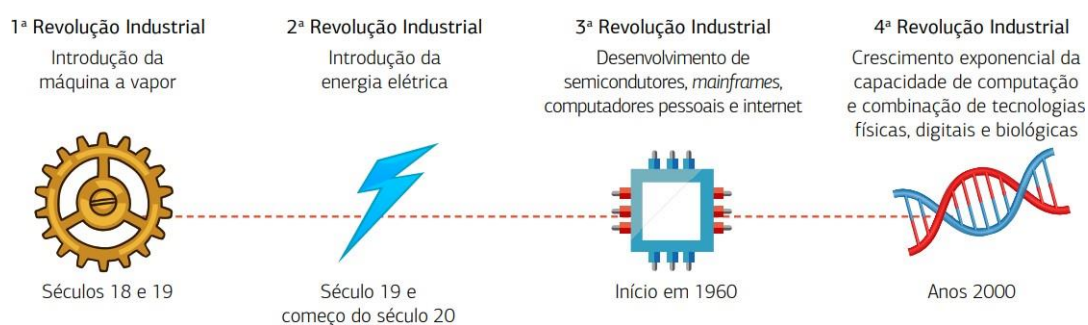 1ª Revolução Industrial
Introdução da
máquina a vapor
Séculos 18 e 19
2ª Revolução Industrial
Introdução da
energia elétrica
Século 19 e
começo do século 20
3ª Revolução Industrial
Desenvolvimento de
semicondutores, mainframes,
computadores pessoais e internet
Início em 1960
4ª Revolução Industrial
Crescimento exponencial da
capacidade de computação
e combinação de tecnologias
físicas, digitais e biológicas
Anos 2000